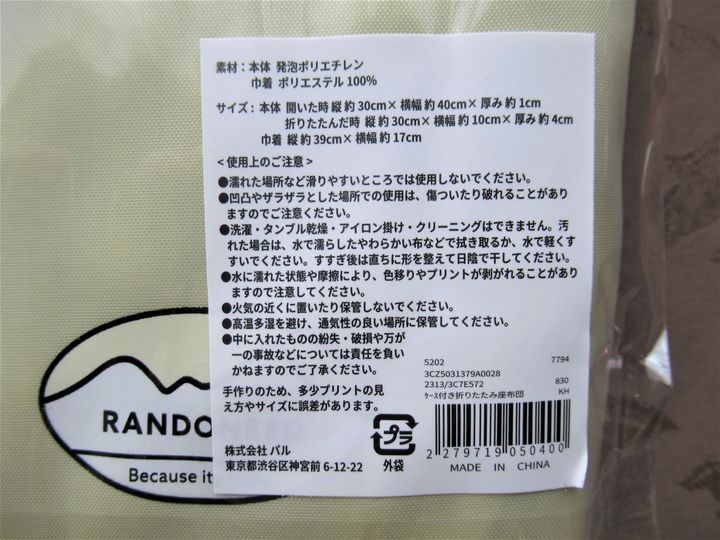 素材：本体 発泡ポリエチレン
巾着 ポリエステル 100%
サイズ：本体 開いた時 縦 約 30cm× 横幅 約 40cm× 厚み 約 1cm
折りたたんだ時 縦 約 30cm× 横幅 約 10cm× 厚み 約 4cm
巾着 縦 約 39cm× 横幅 約 17cm
＜使用上のご注意＞
●濡れた場所など滑りやすいところでは使用しないでください。
●凹凸やザラザラとした場所での使用は、傷ついたり破れることがあり
ますのでご注意ください。
●洗濯・タンブル乾燥・アイロン掛け・クリーニングはできません。汚
れた場合は、水で濡らしたやわらかい布などで拭き取るか、水で軽くす
すいでください。すすぎ後は直ちに形を整えて日陰で干してください。
●水に濡れた状態や摩擦により、色移りやプリントが剥がれることがあり
ますので注意してください。
●火気の近くに置いたり保管しないでください。
●高温多湿を避け、通気性の良い場所に保管してください。
●中に入れたものの紛失・破損や万が
一の事故などについては責任を負い
かねますのでご了承ください。
手作りのため、多少プリントの見
え方やサイズに誤差があります。
株式会社 パル
東京都渋谷区神宮前 6-12-22
プラ
外袋
5202 7794
3CZ5031379A0028
2313/3C7E572 830
ケース付き折りたたみ座布団 KH
2 279719 050400
MADE IN CHINA
RANDO
Because it